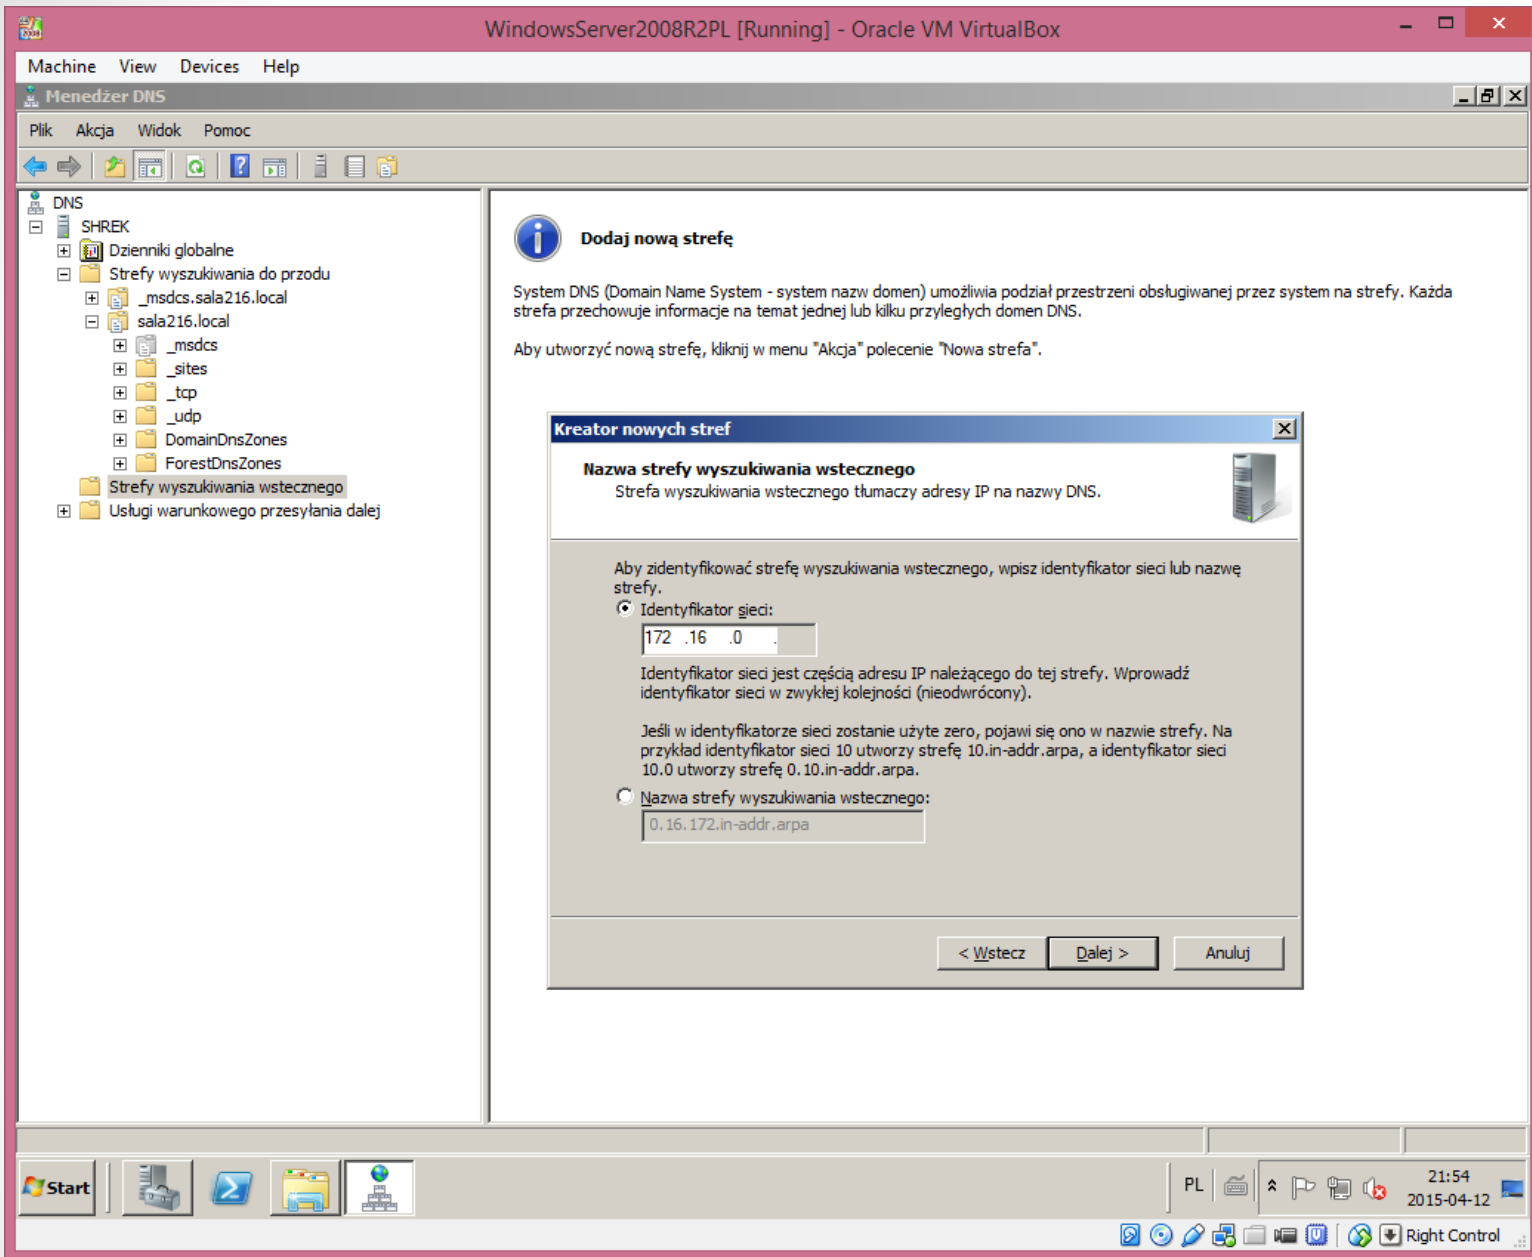 WindowsServer2008R2PL [Running] - Oracle VM VirtualBox
Machine View Devices Help
Menedżer DNS
Plik Akcja Widok Pomoc
DNS
SHREK
Dzienniki globalne
Strefy wyszukiwania do przodu
_msdcs.sala216.local
sala216.local
_msdcs
_sites
_tcp
_udp
DomainDnsZones
ForestDnsZones
Strefy wyszukiwania wstecznego
Usługi warunkowego przesyłania dalej
Dodaj nową strefę
System DNS (Domain Name System - system nazw domen) umożliwia podział przestrzeni obsługiwanej przez system na strefy. Każda
strefa przechowuje informacje na temat jednej lub kilku przyległych domen DNS.
Aby utworzyć nową strefę, kliknij w menu "Akcja" polecenie "Nowa strefa".
Kreator nowych stref
Nazwa strefy wyszukiwania wstecznego
Strefa wyszukiwania wstecznego tłumaczy adresy IP na nazwy DNS.
Aby zidentyfikować strefę wyszukiwania wstecznego, wpisz identyfikator sieci lub nazwę
strefy.
Identyfikator sieci:
172 .16 .0 .
Identyfikator sieci jest częścią adresu IP należącego do tej strefy. Wprowadź
identyfikator sieci w zwykłej kolejności (nieodwrócony).
Jeśli w identyfikatorze sieci zostanie użyte zero, pojawi się ono w nazwie strefy. Na
przykład identyfikator sieci 10 utworzy strefę 10.in-addr.arpa, a identyfikator sieci
10.0 utworzy strefę 0.10.in-addr.arpa.
Nazwa strefy wyszukiwania wstecznego:
0.16.172.in-addr.arpa
< Wstecz Dalej > Anuluj
Start
PL
21:54
2015-04-12
Right Control